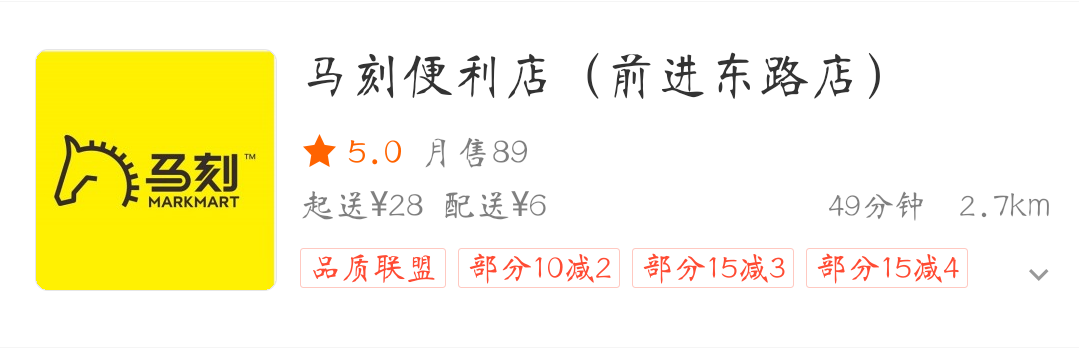 马刻™
MARKMART
马刻便利店（前进东路店）
5.0 月售89
起送¥28 配送¥6 49分钟 2.7km
品质联盟 部分10减2 部分15减3 部分15减4